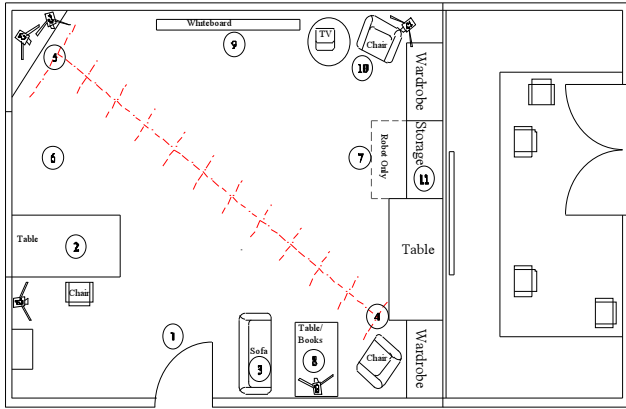 Whiteboard
TV
Chair
9
5
10
Wardrobe
Storage
Robot Only
6
7
11
Table
2
Table
Chair
4
1
Table/
Books
Sofa
3
8
Chair
Wardrobe